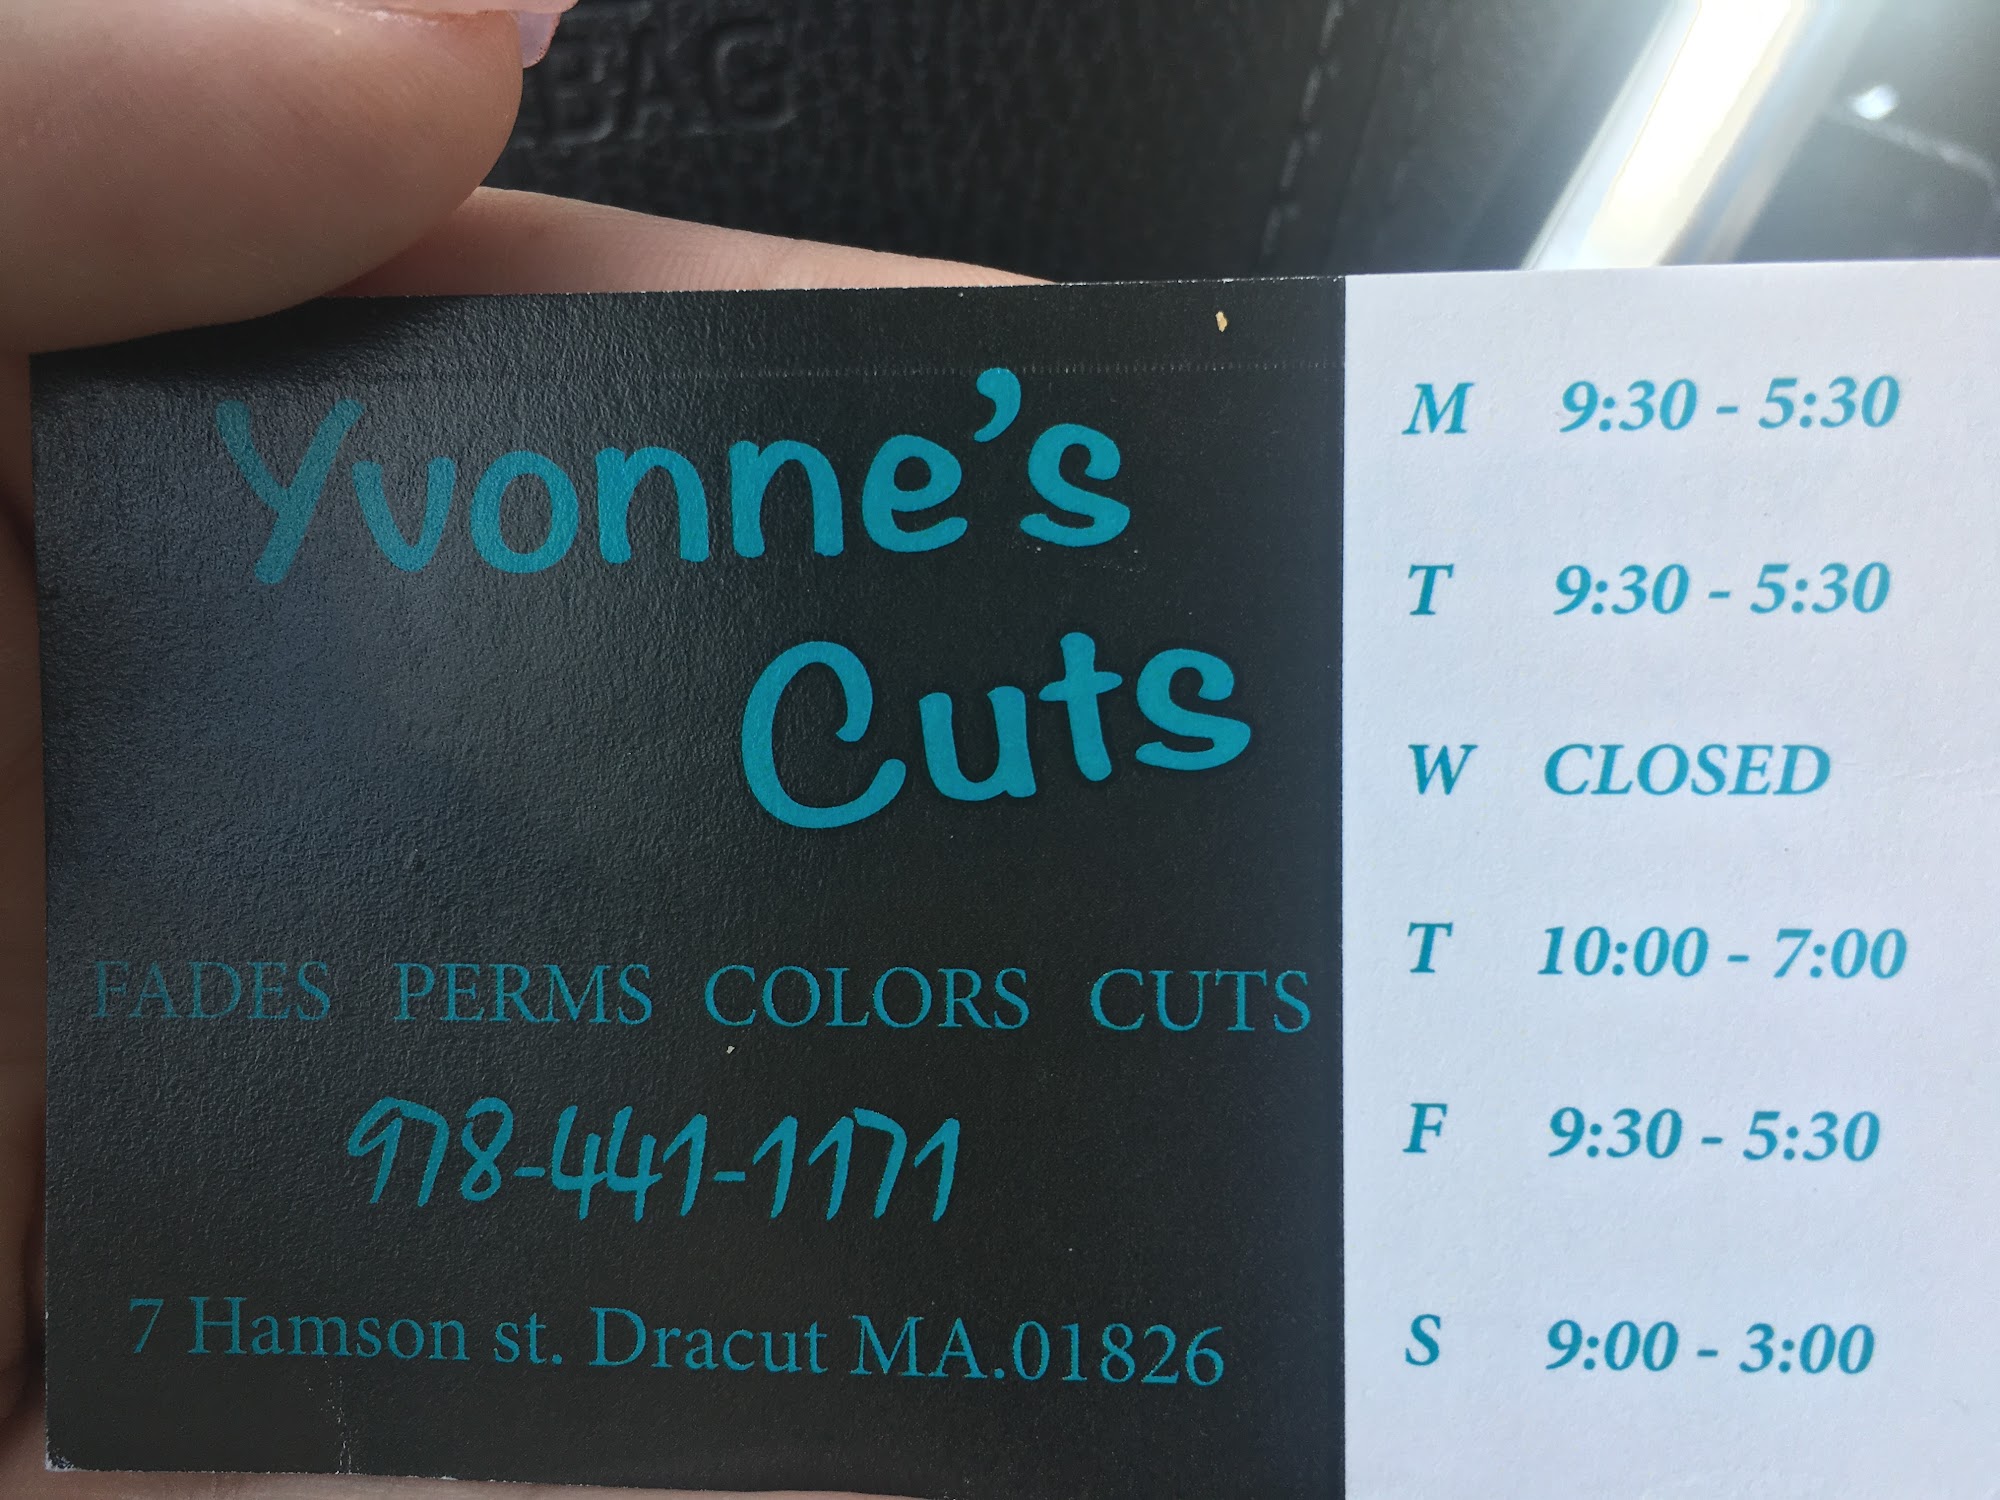 BAG
Yvonne's
Cuts
FADES PERMS COLORS CUTS
978-441-1171
7 Hamson st. Dracut MA.01826
M 9:30 - 5:30
T 9:30 - 5:30
W CLOSED
T 10:00 - 7:00
F 9:30 - 5:30
S 9:00 - 3:00